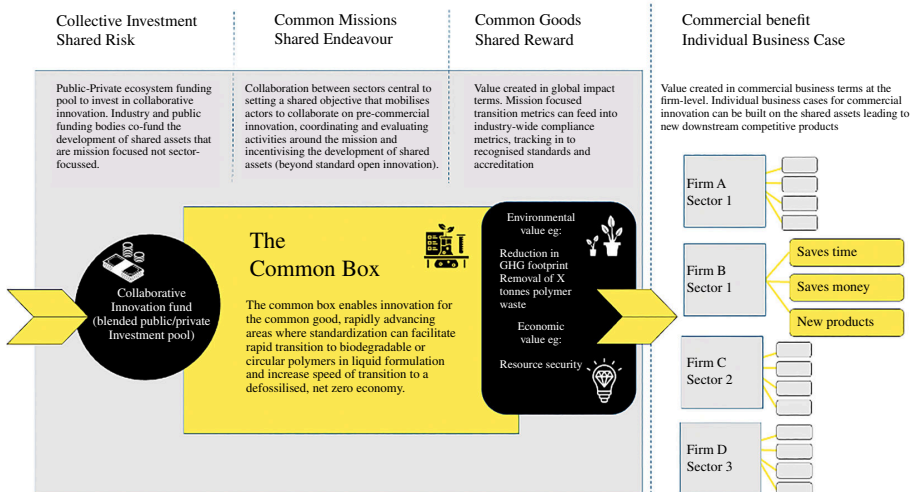 Collective Investment
Shared Risk
Common Missions
Shared Endeavour
Common Goods
Shared Reward
Commercial benefit
Individual Business Case
Public-Private ecosystem funding
pool to invest in collaborative
innovation. Industry and public
funding bodies co-fund the
development of shared assets that
are mission focused not sector-
focussed.
Collaboration between sectors central to
setting a shared objective that mobilises
actors to collaborate on pre-commercial
innovation, coordinating and evaluating
activities around the mission and
incentivising the development of shared
assets (beyond standard open innovation).
Value created in global impact
terms. Mission focused
transition metrics can feed into
industry-wide compliance
metrics, tracking in to
recognised standards and
accreditation
Value created in commercial business terms at the
firm-level. Individual business cases for commercial
innovation can be built on the shared assets leading to
new downstream competitive products
Collaborative
Innovation fund
(blended public/private
Investment pool)
The
Common Box
The common box enables innovation for
the common good, rapidly advancing
areas where standardization can facilitate
rapid transition to biodegradable or
circular polymers in liquid formulation
and increase speed of transition to a
defossilised, net zero economy.
Environmental
value eg:
Reduction in
GHG footprint
Removal of X
tonnes polymer
waste
Economic
value eg:
Resource security
Firm A
Sector 1
Firm B
Sector 1
Saves time
Saves money
New products
Firm C
Sector 2
Firm D
Sector 3